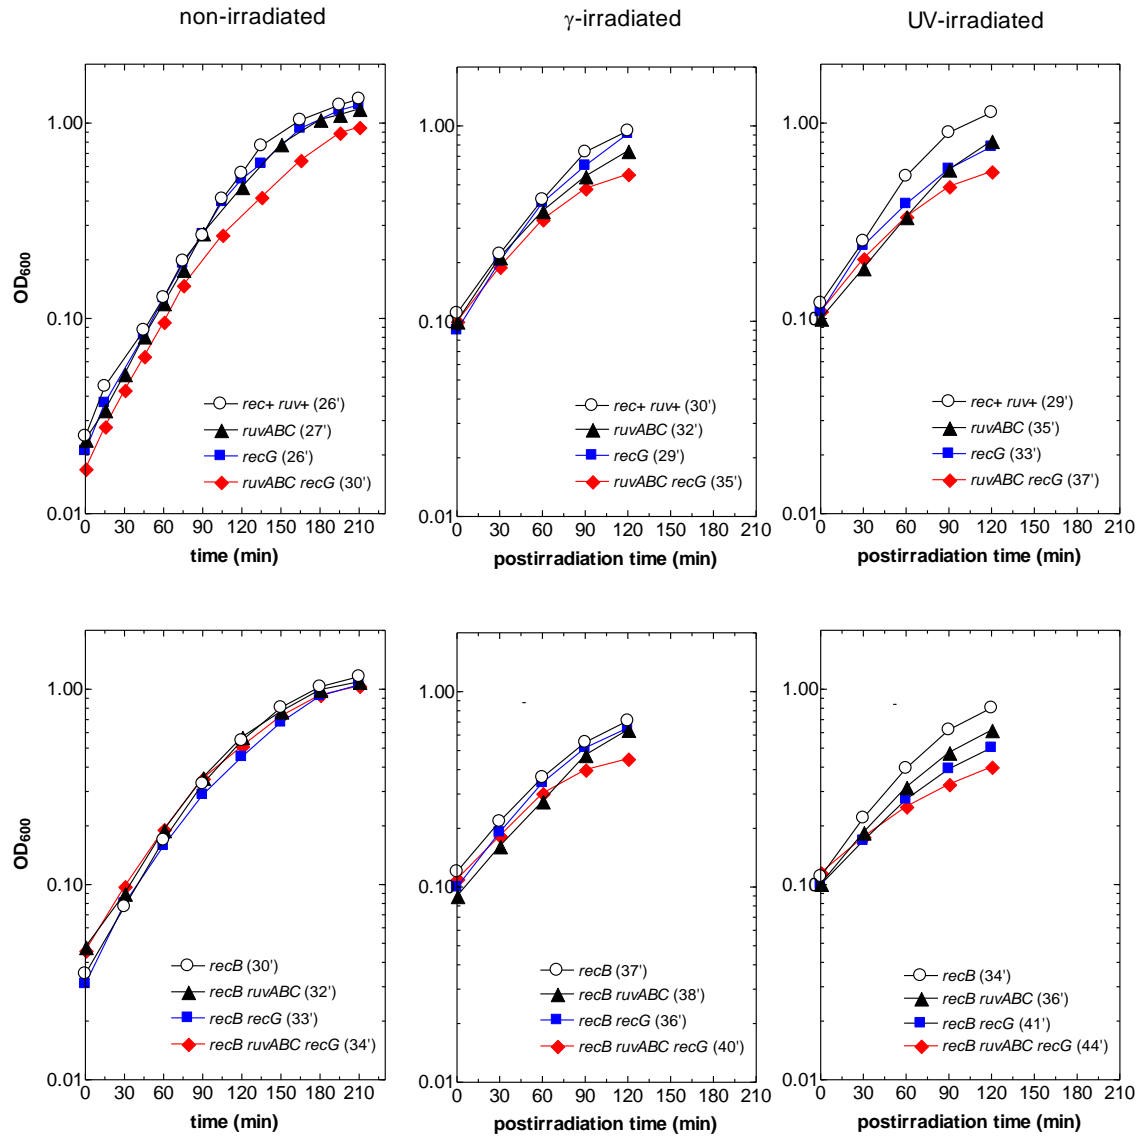 non-irradiated
γ-irradiated
UV-irradiated
OD600
1.00
0.10
0.01
rec+ ruv+ (26')
ruvABC (27')
recG (26')
ruvABC recG (30')
0 30 60 90 120 150 180 210
time (min)
1.00
0.10
0.01
rec+ ruv+ (30')
ruvABC (32')
recG (29')
ruvABC recG (35')
0 30 60 90 120 150 180 210
postirradiation time (min)
1.00
0.10
0.01
rec+ ruv+ (29')
ruvABC (35')
recG (33')
ruvABC recG (37')
0 30 60 90 120 150 180 210
postirradiation time (min)
OD600
1.00
0.10
0.01
recB (30')
recB ruvABC (32')
recB recG (33')
recB ruvABC recG (34')
0 30 60 90 120 150 180 210
time (min)
1.00
0.10
0.01
recB (37')
recB ruvABC (38')
recB recG (36')
recB ruvABC recG (40')
0 30 60 90 120 150 180 210
postirradiation time (min)
1.00
0.10
0.01
recB (34')
recB ruvABC (36')
recB recG (41')
recB ruvABC recG (44')
0 30 60 90 120 150 180 210
postirradiation time (min)